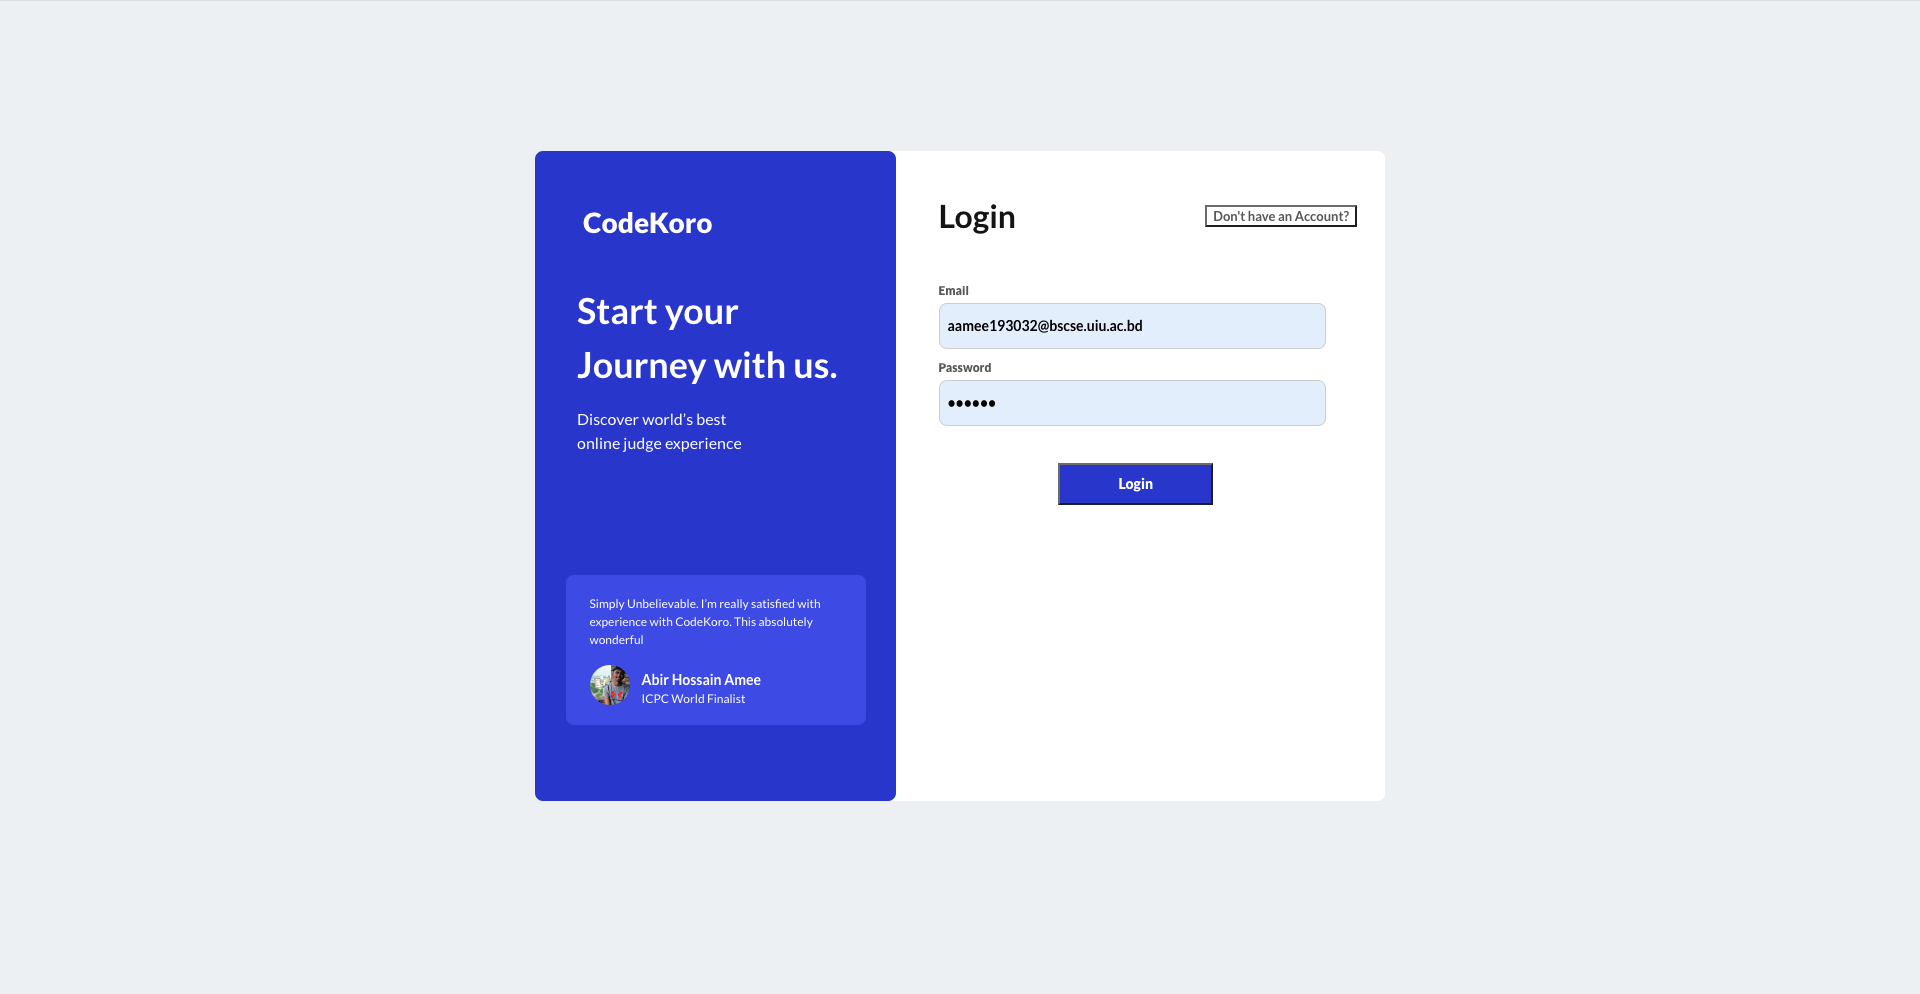 CodeKoro
Start your
Journey with us.
Discover world's best
online judge experience
Simply Unbelievable. I'm really satisfied with
experience with CodeKoro. This absolutely
wonderful
Abir Hossain Amee
ICPC World Finalist
Login
Don't have an Account?
Email
aamee193032@bscse.uiu.ac.bd
Password
••••••
Login